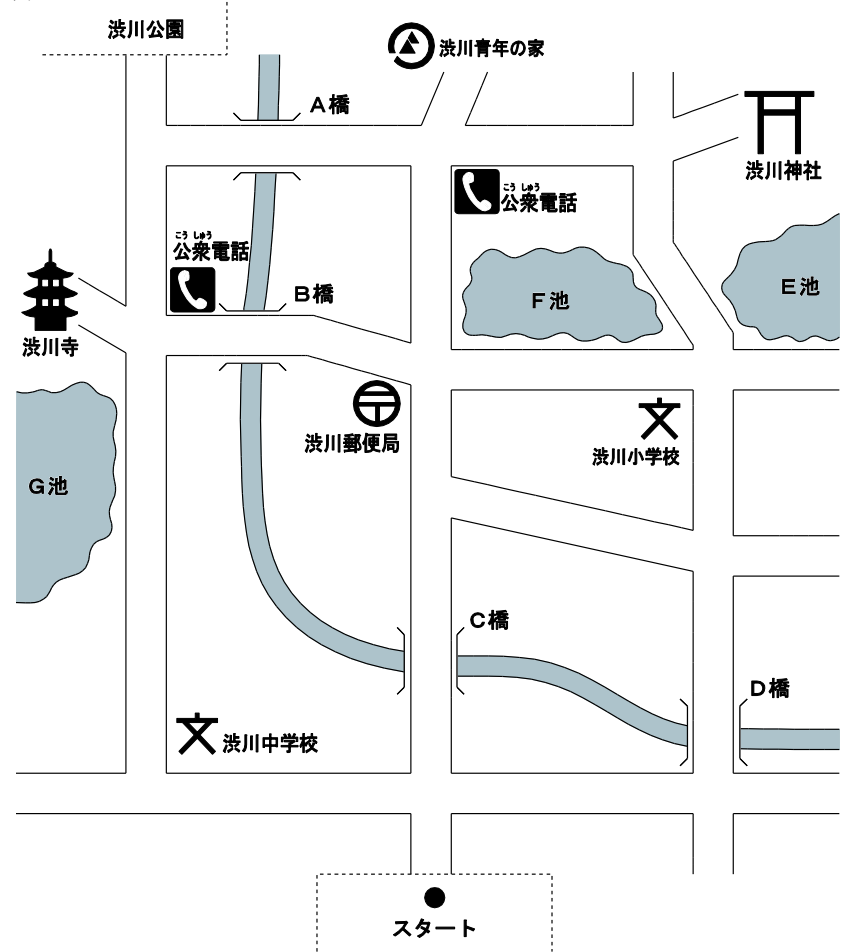 渋川公園
渋川青年の家
A橋
渋川神社
こうしゅう
公衆電話
こうしゅう
公衆電話
B橋
F池
E池
渋川寺
渋川郵便局
渋川小学校
G池
C橋
D橋
渋川中学校
スタート